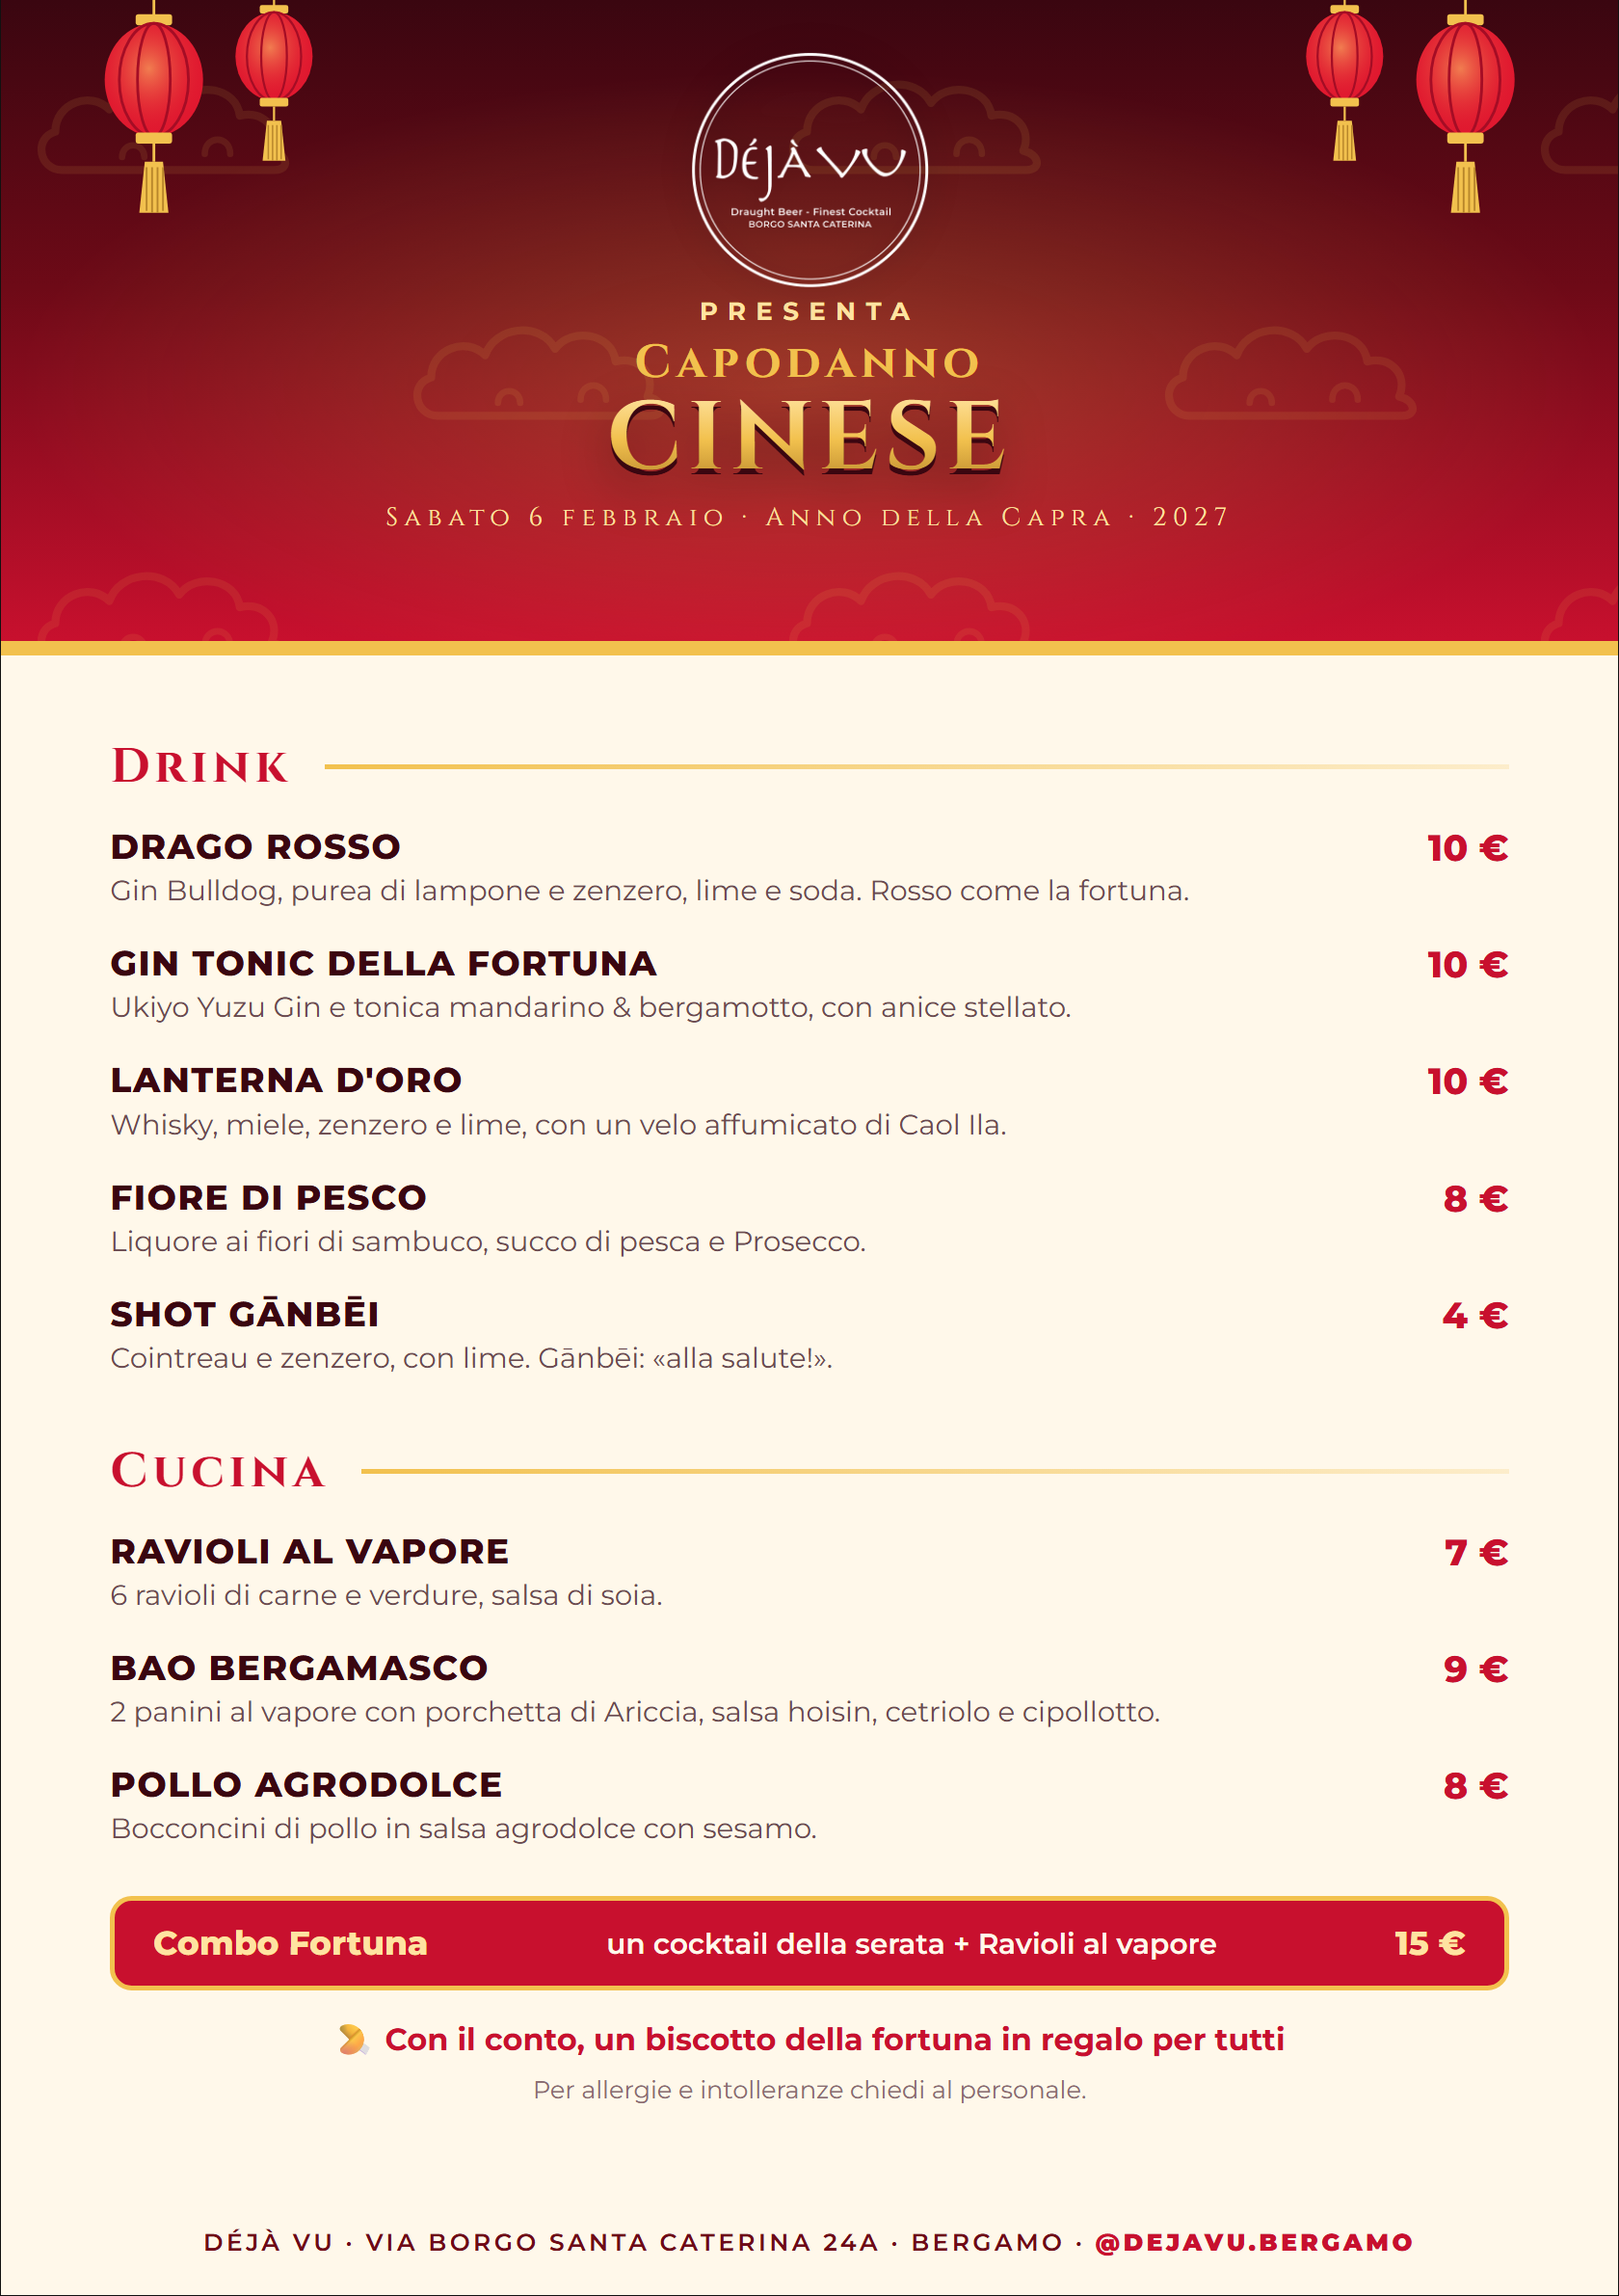 DÉJÀ VU
Draught Beer - Finest Cocktail
BORGO SANTA CATERINA
PRESENTA
CAPODANNO
CINESE
SABATO 6 FEBBRAIO · ANNO DELLA CAPRA · 2027
DRINK
DRAGO ROSSO 10 €
Gin Bulldog, purea di lampone e zenzero, lime e soda. Rosso come la fortuna.
GIN TONIC DELLA FORTUNA 10 €
Ukiyo Yuzu Gin e tonica mandarino & bergamotto, con anice stellato.
LANTERNA D'ORO 10 €
Whisky, miele, zenzero e lime, con un velo affumicato di Caol Ila.
FIORE DI PESCO 8 €
Liquore ai fiori di sambuco, succo di pesca e Prosecco.
SHOT GĀNBĒI 4 €
Cointreau e zenzero, con lime. Gānbēi: «alla salute!».
CUCINA
RAVIOLI AL VAPORE 7 €
6 ravioli di carne e verdure, salsa di soia.
BAO BERGAMASCO 9 €
2 panini al vapore con porchetta di Ariccia, salsa hoisin, cetriolo e cipollotto.
POLLO AGRODOLCE 8 €
Bocconcini di pollo in salsa agrodolce con sesamo.
Combo Fortuna un cocktail della serata + Ravioli al vapore 15 €
Con il conto, un biscotto della fortuna in regalo per tutti
Per allergie e intolleranze chiedi al personale.
DÉJÀ VU · VIA BORGO SANTA CATERINA 24A · BERGAMO · @DEJAVU.BERGAMO